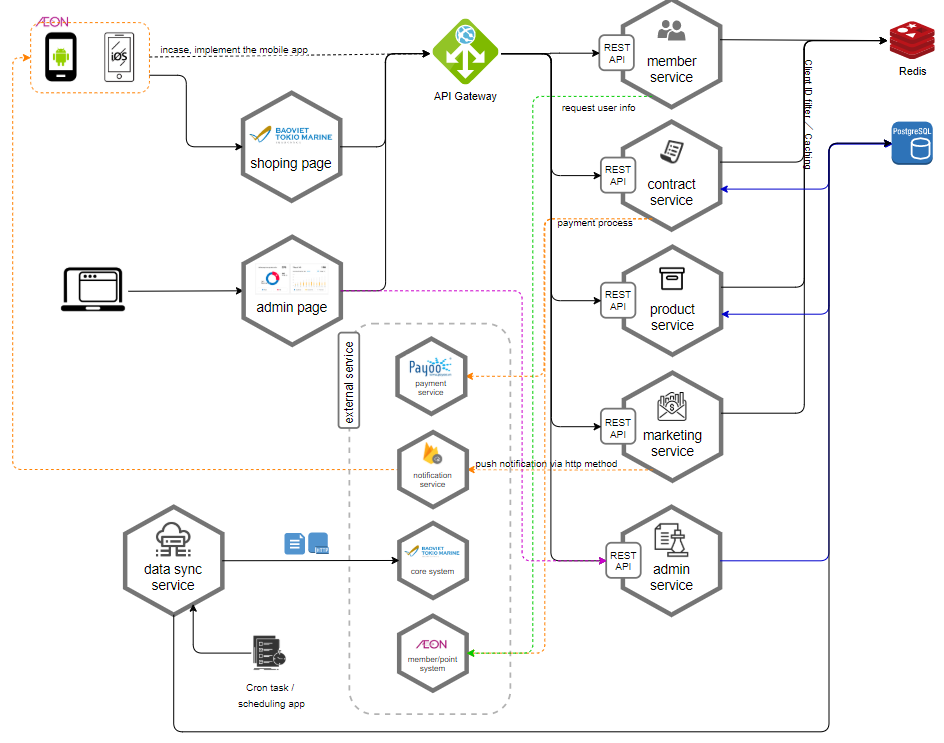 ÆON
iOS
incase, implement the mobile app
API Gateway
BAOVIET
TOKIO MARINE
shoping page
admin page
REST
API
member
service
request user info
REST
API
contract
service
payment process
REST
API
product
service
REST
API
marketing
service
push notification via http method
REST
API
admin
service
Client ID filter / Caching
Redis
PostgreSQL
external service
Payoo
payment
service
notification
service
BAOVIET
TOKIO MARINE
core system
ÆON
member/point
system
data sync
service
HTTP
Cron task /
scheduling app